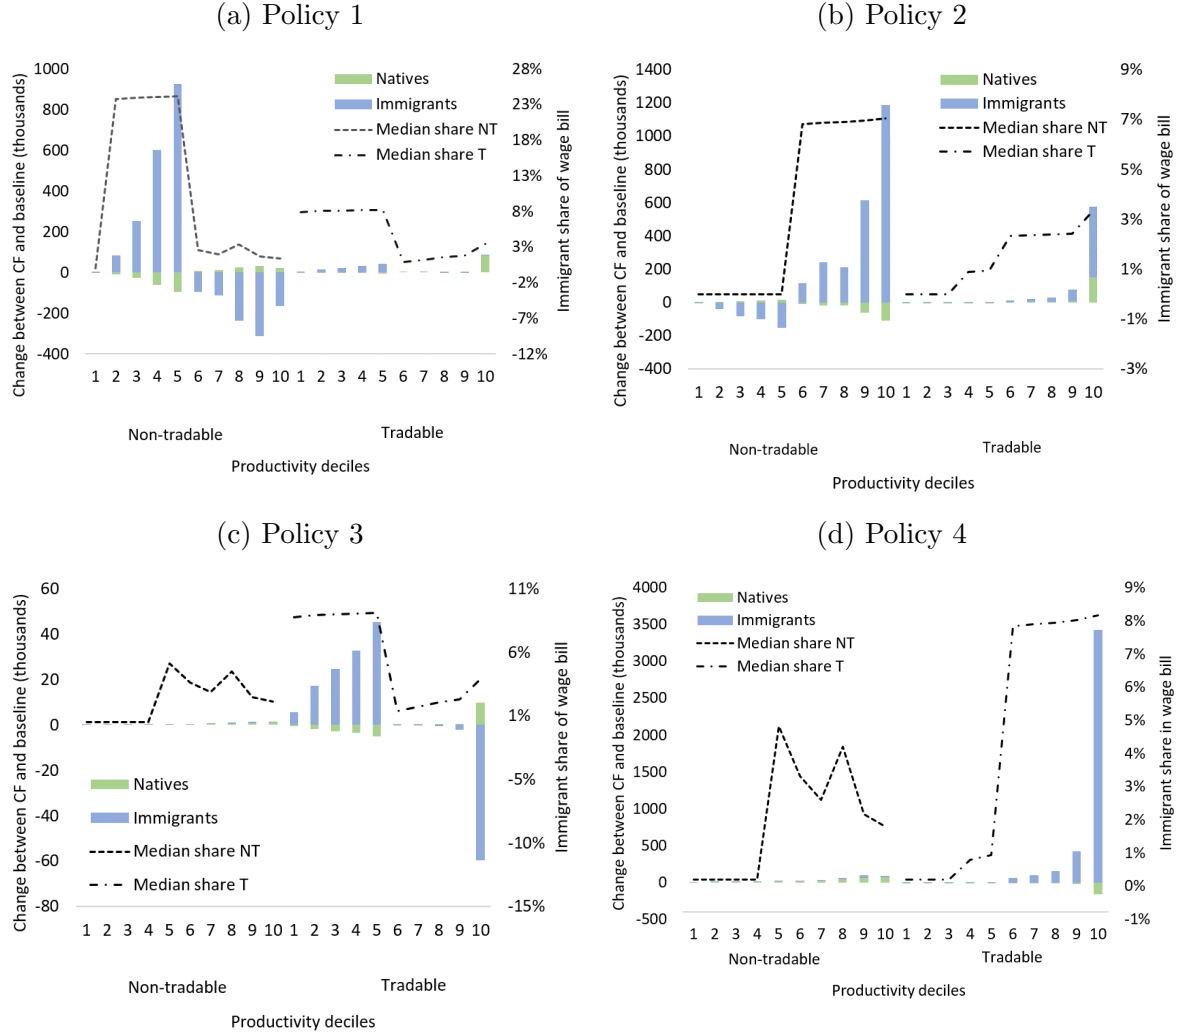 (a) Policy 1
Change between CF and baseline (thousands)
1000
800
600
400
200
0
-200
-400
28%
23%
18%
13%
8%
3%
-2%
-7%
-12%
Immigrant share of wage bill
Natives
Immigrants
Median share NT
Median share T
1 2 3 4 5 6 7 8 9 10 1 2 3 4 5 6 7 8 9 10
Non-tradable Tradable
Productivity deciles
(b) Policy 2
Change between CF and baseline (thousands)
1400
1200
1000
800
600
400
200
0
-200
-400
9%
7%
5%
3%
1%
-1%
-3%
Immigrant share of wage bill
Natives
Immigrants
Median share NT
Median share T
1 2 3 4 5 6 7 8 9 10 1 2 3 4 5 6 7 8 9 10
Non-tradable Tradable
Productivity deciles
(c) Policy 3
Change between CF and baseline (thousands)
60
40
20
0
-20
-40
-60
-80
11%
6%
1%
-5%
-10%
-15%
Immigrant share of wage bill
Natives
Immigrants
Median share NT
Median share T
1 2 3 4 5 6 7 8 9 10 1 2 3 4 5 6 7 8 9 10
Non-tradable Tradable
Productivity deciles
(d) Policy 4
Change between CF and baseline (thousands)
4000
3500
3000
2500
2000
1500
1000
500
0
-500
9%
8%
7%
6%
5%
4%
3%
2%
1%
0%
-1%
Immigrant share in wage bill
Natives
Immigrants
Median share NT
Median share T
1 2 3 4 5 6 7 8 9 10 1 2 3 4 5 6 7 8 9 10
Non-tradable Tradable
Productivity deciles